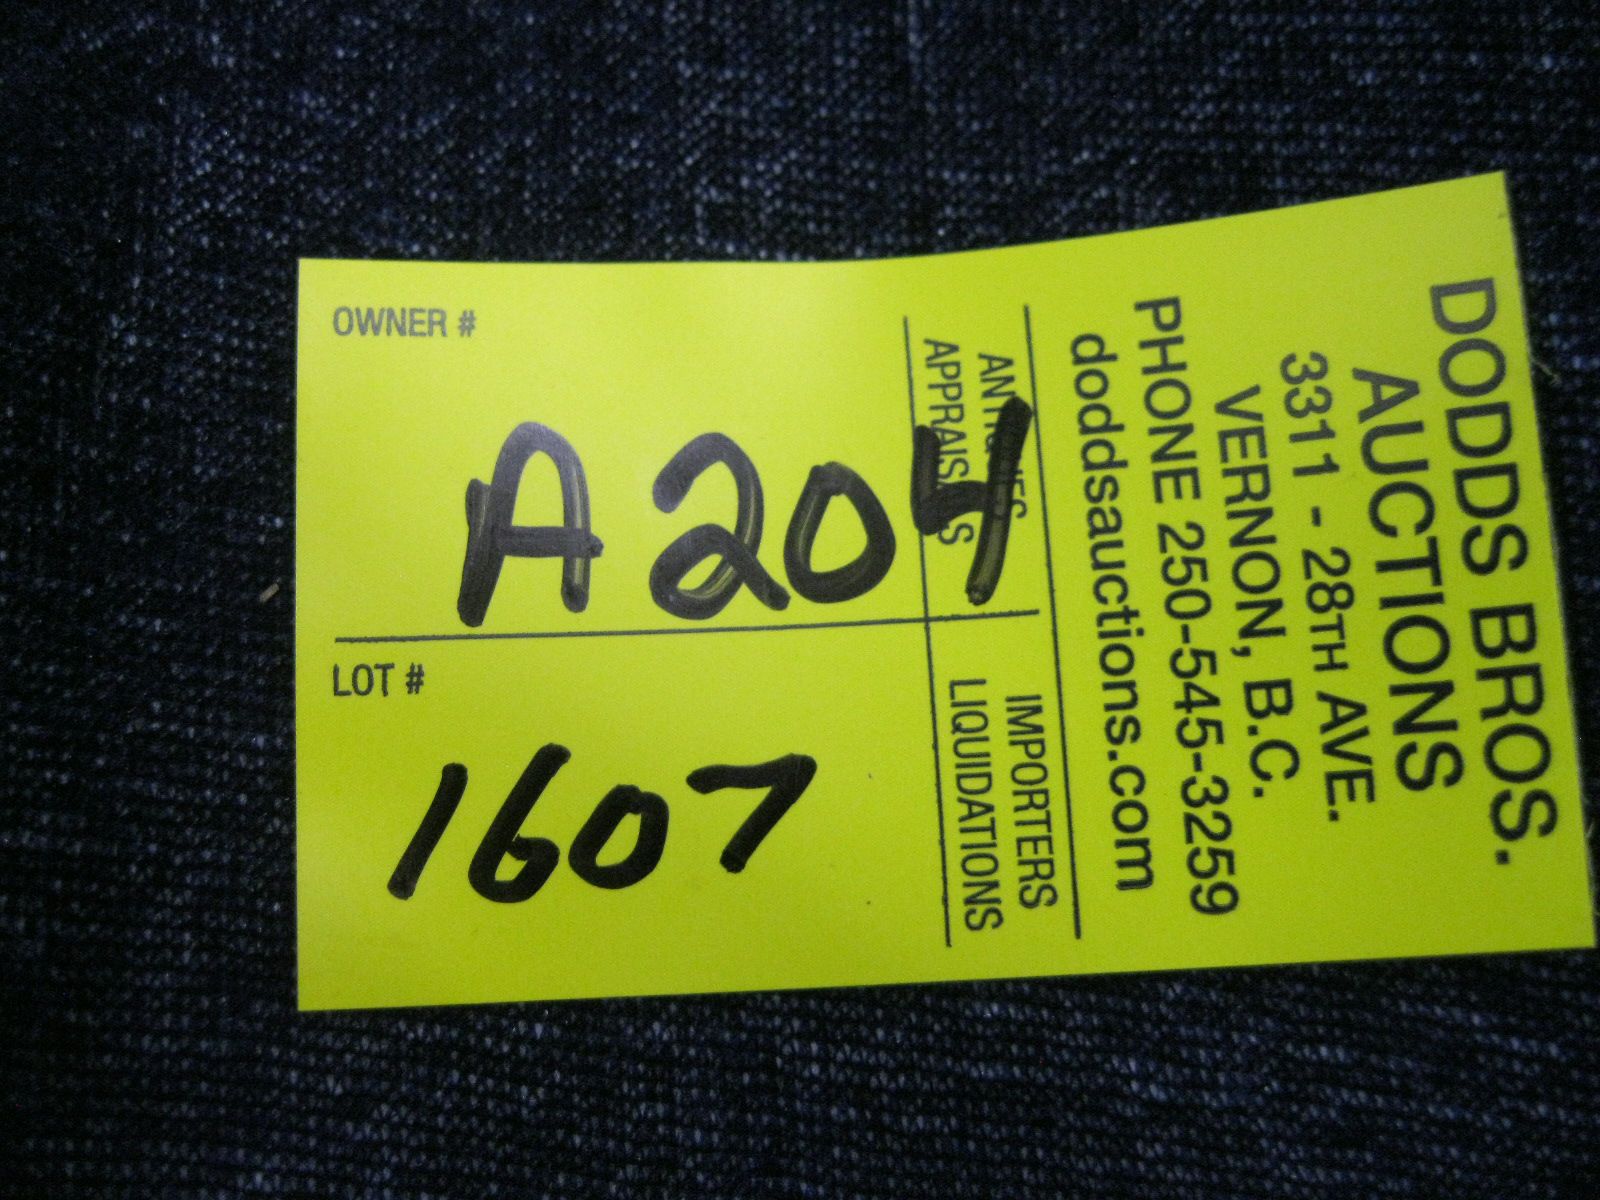 DODDS BROS.
AUCTIONS
3311 - 28TH AVE.
VERNON, B.C.
PHONE 250-545-3259
doddsauctions.com
ANTIQUES IMPORTERS
APPRAISALS LIQUIDATIONS
OWNER #
A204
LOT #
1607